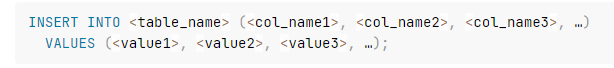 INSERT INTO <table_name> (<col_name1>, <col_name2>, <col_name3>, …)
VALUES (<value1>, <value2>, <value3>, …);